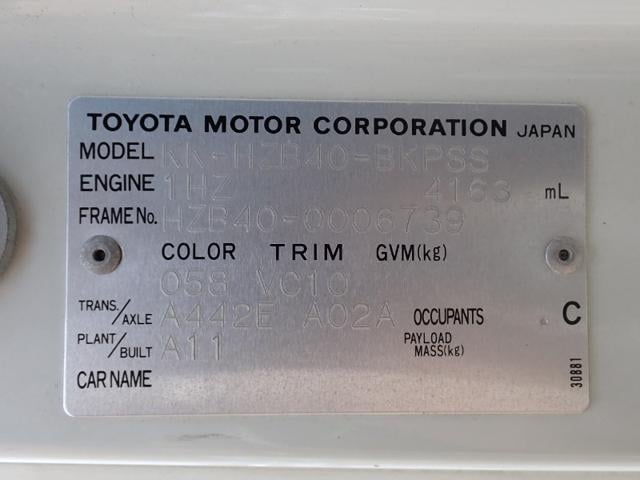 TOYOTA MOTOR CORPORATION JAPAN
MODEL KK-HZB40-BKPSS
ENGINE 1HZ 4163 mL
FRAME No. HZB40-0006739
COLOR TRIM GVM(kg)
058 VC10
TRANS./AXLE A442E A02A OCCUPANTS C
PLANT/BUILT A11 PAYLOAD MASS(kg)
CAR NAME
30881